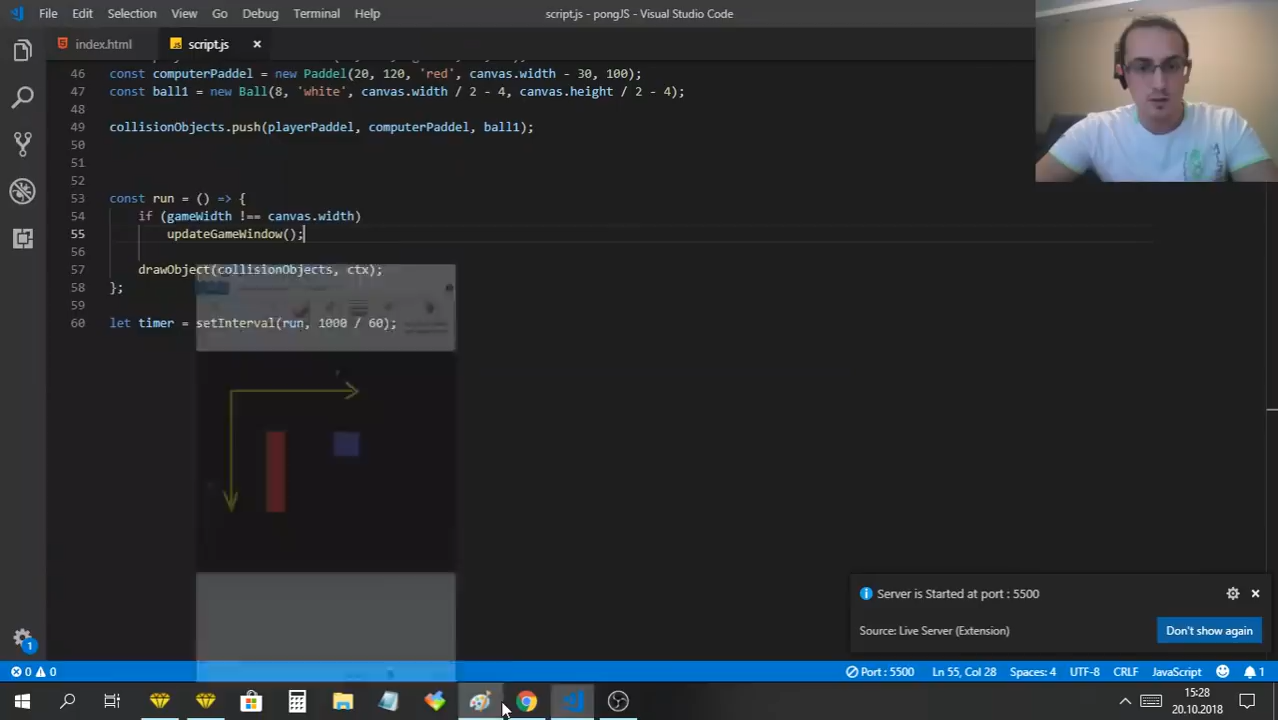 File Edit Selection View Go Debug Terminal Help
script.js - pongJS - Visual Studio Code
index.html
script.js
46 const computerPaddel = new Paddel(20, 120, 'red', canvas.width - 30, 100);
47 const ball1 = new Ball(8, 'white', canvas.width / 2 - 4, canvas.height / 2 - 4);
48
49 collisionObjects.push(playerPaddel, computerPaddel, ball1);
50
51
52
53 const run = () => {
54 if (gameWidth !== canvas.width)
55 updateGameWindow();
56
57 drawObject(collisionObjects, ctx);
58 };
59
60 let timer = setInterval(run, 1000 / 60);
Server is Started at port : 5500
Source: Live Server (Extension)
Don't show again
1
0 0
Port : 5500
Ln 55, Col 28
Spaces: 4
UTF-8
CRLF
JavaScript
1
15:28
20.10.2018